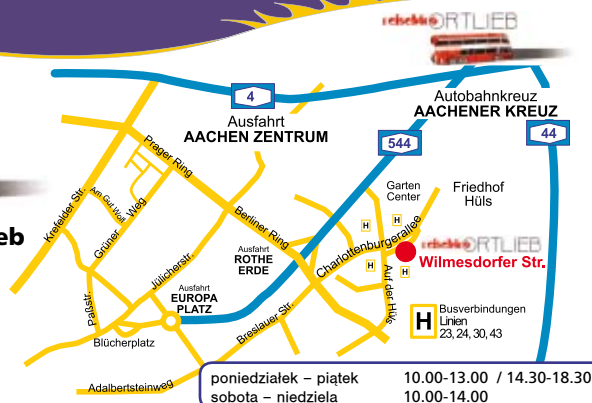 reisebüro ORTLIEB
4
Ausfahrt
AACHEN ZENTRUM
Autobahnkreuz
AACHENER KREUZ
544
44
Prager Ring
Krefelder Str.
Am Gut Wolf
Grüner Weg
Berliner Ring
Garten
Center
Friedhof
Hüls
H
H
H
H
eb
Charlottenburgerallee
reisebüro ORTLIEB
Wilmesdorfer Str.
Ausfahrt
ROTHE
ERDE
Jülicherstr.
Auf der Hüls
Ausfahrt
EUROPA
PLATZ
Paßstr.
Breslauer Str.
H
Busverbindungen
Linien
23, 24, 30, 43
Blücherplatz
Adalbertsteinweg
poniedziałek – piątek 10.00-13.00 / 14.30-18.30
sobota – niedziela 10.00-14.00